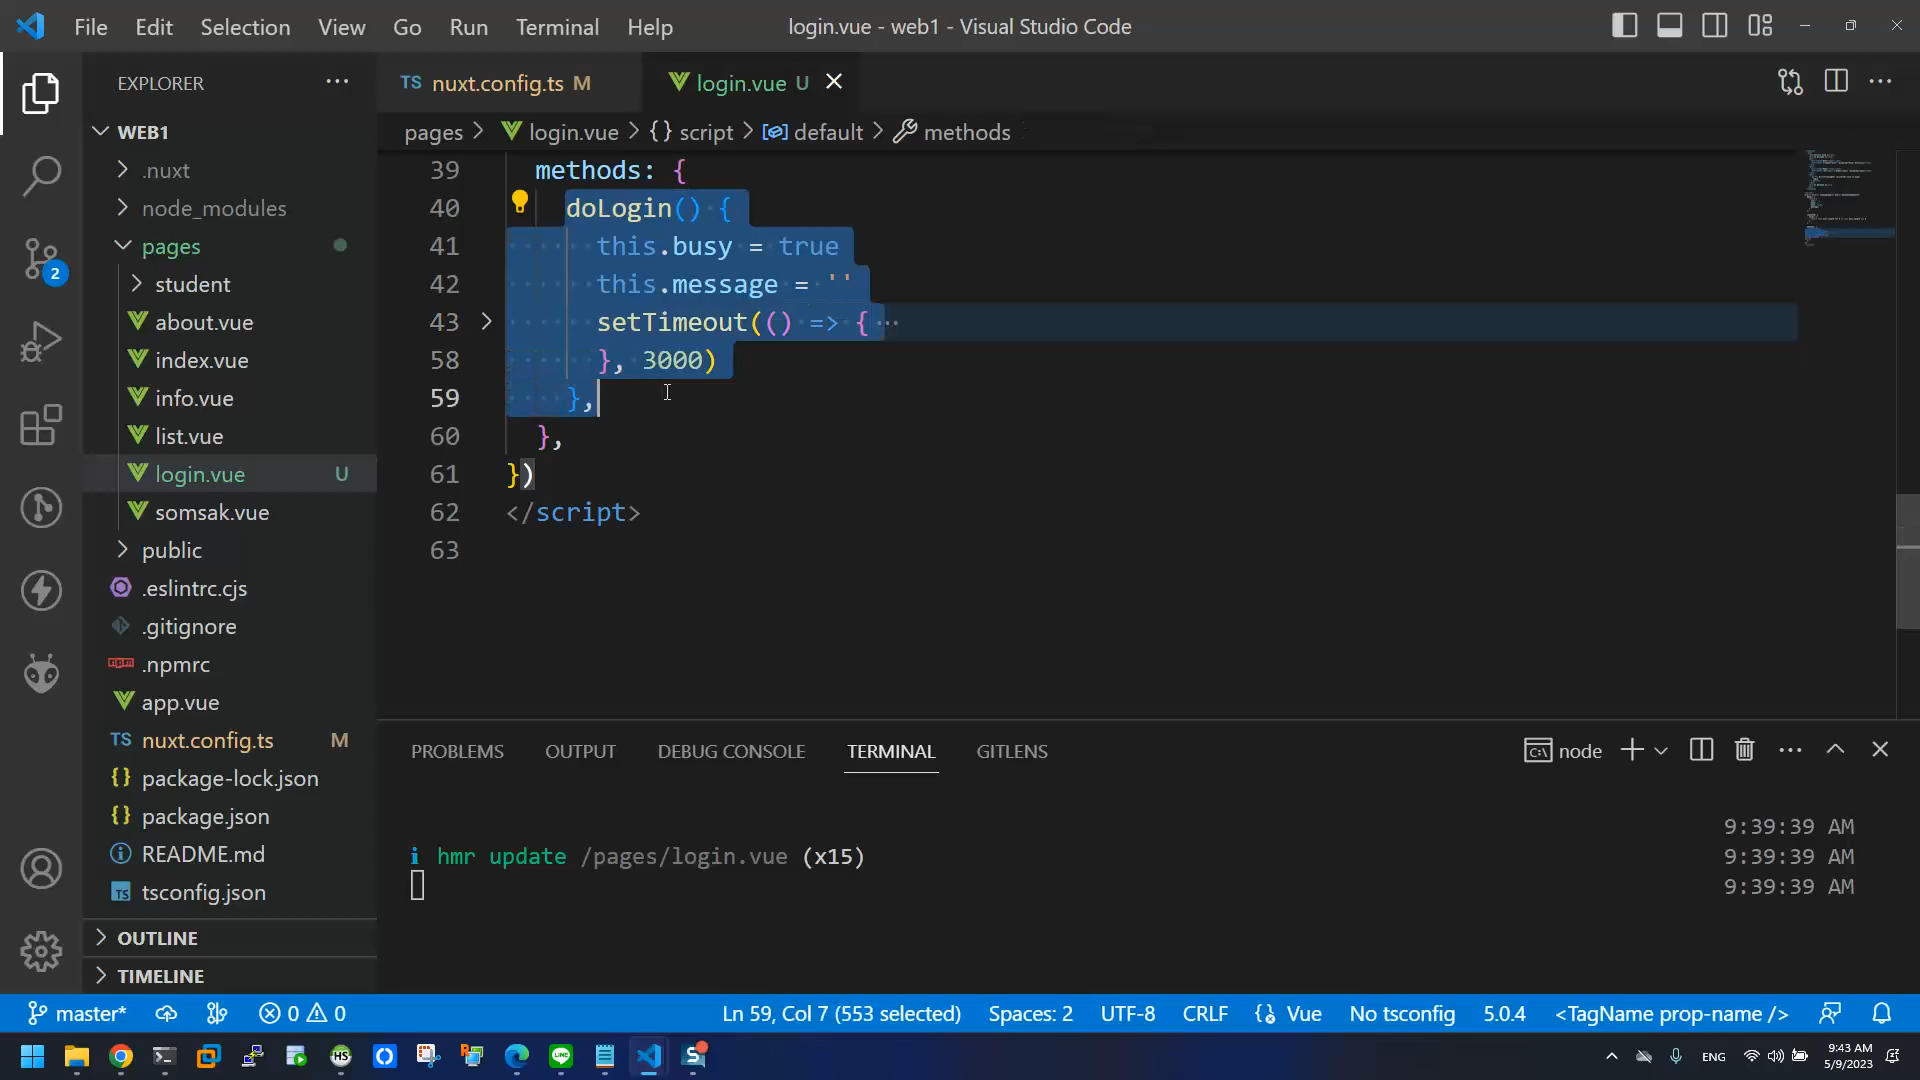 File Edit Selection View Go Run Terminal Help
login.vue - web1 - Visual Studio Code
EXPLORER
WEB1
.nuxt
node_modules
pages
student
about.vue
index.vue
info.vue
list.vue
login.vue U
somsak.vue
public
.eslintrc.cjs
.gitignore
.npmrc
app.vue
TS nuxt.config.ts M
package-lock.json
package.json
README.md
tsconfig.json
OUTLINE
TIMELINE
2
TS nuxt.config.ts M
login.vue U
pages > login.vue > {} script > default > methods
39 methods: {
40 doLogin() {
41 this.busy = true
42 this.message = ''
43 setTimeout(() => { ···
58 }, 3000)
59 },
60 },
61 })
62 </script>
63
PROBLEMS OUTPUT DEBUG CONSOLE TERMINAL GITLENS
node
9:39:39 AM
i hmr update /pages/login.vue (x15) 9:39:39 AM
9:39:39 AM
master* 0 0 Ln 59, Col 7 (553 selected) Spaces: 2 UTF-8 CRLF Vue No tsconfig 5.0.4 <TagName prop-name />
ENG
9:43 AM
5/9/2023